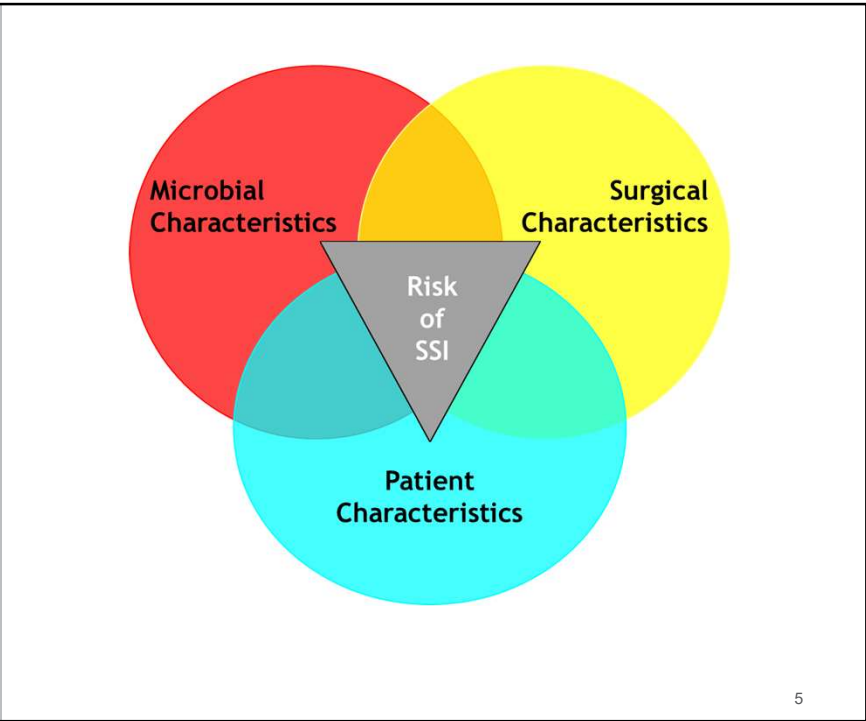 Microbial
Characteristics
Surgical
Characteristics
Risk
of
SSI
Patient
Characteristics
5